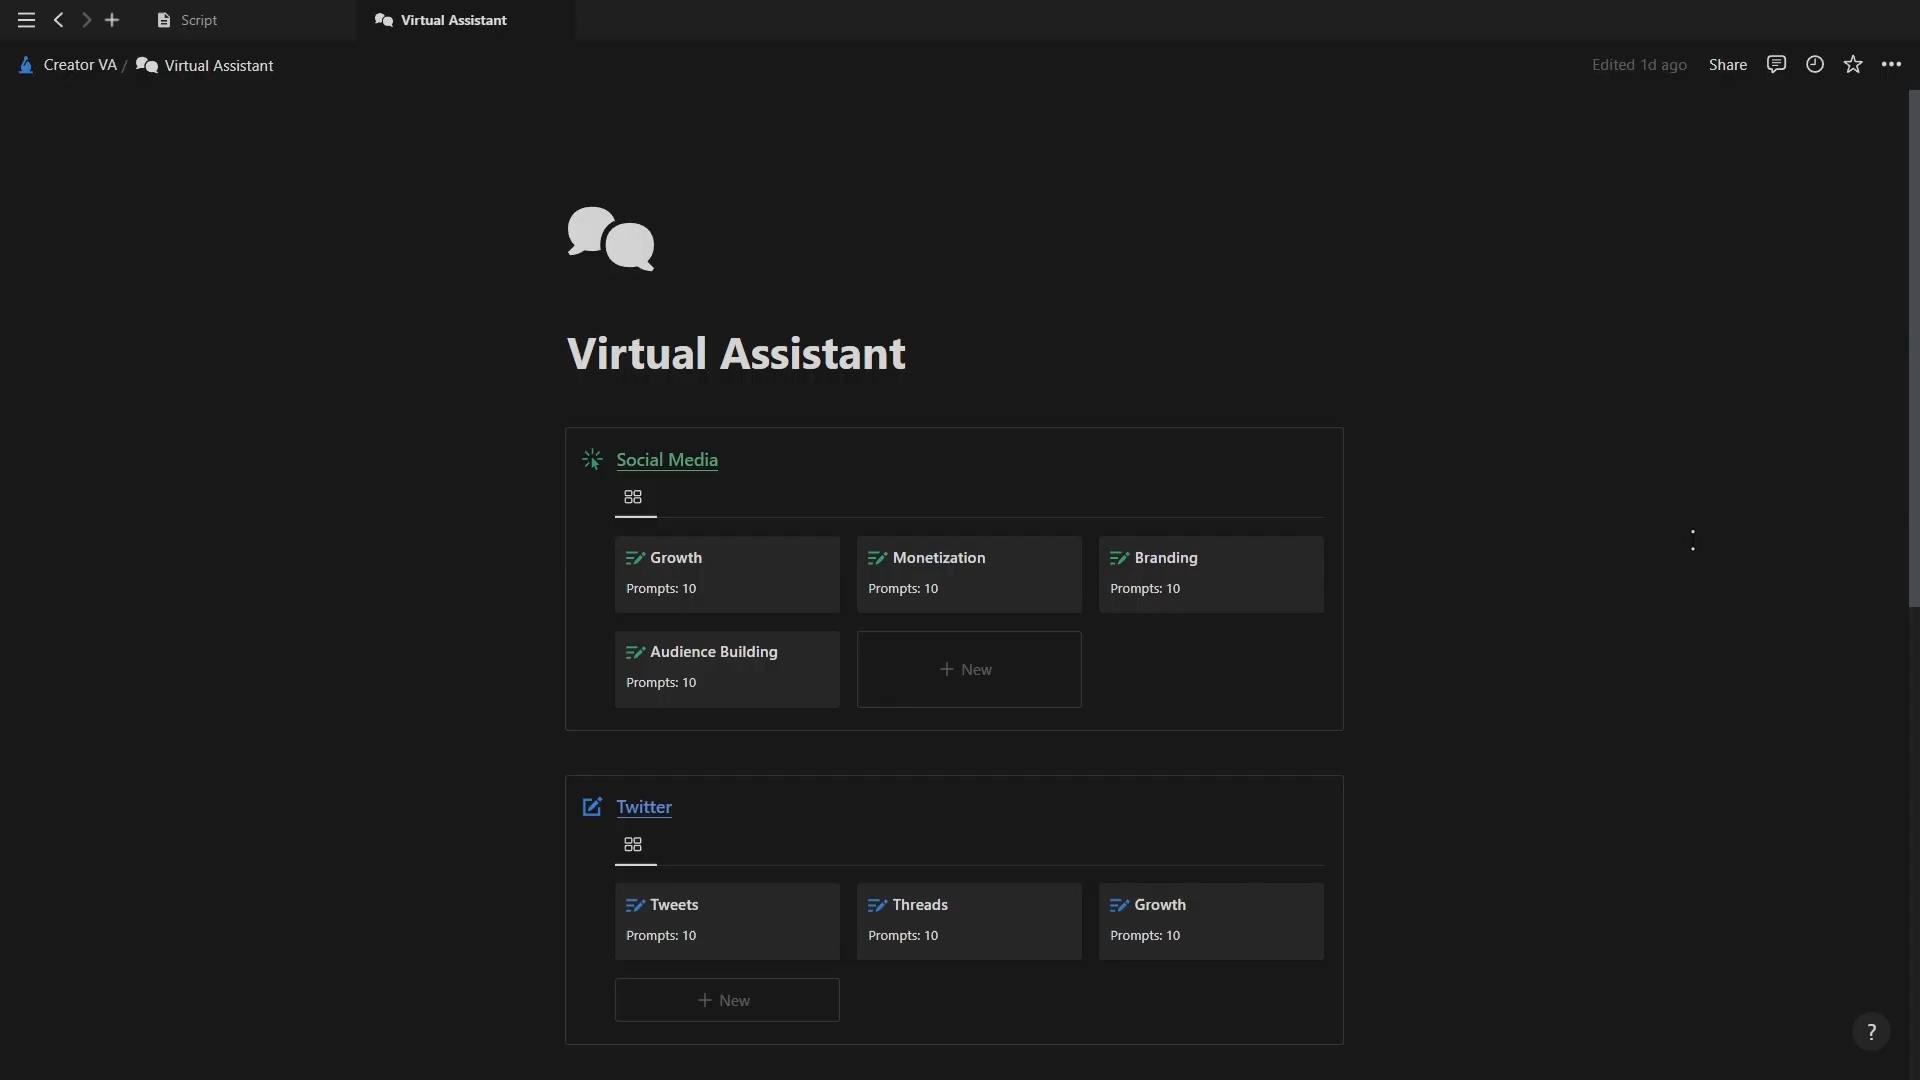 Script
Virtual Assistant
Creator VA / Virtual Assistant
Edited 1d ago
Share
Virtual Assistant
Social Media
Growth
Prompts: 10
Monetization
Prompts: 10
Branding
Prompts: 10
Audience Building
Prompts: 10
+ New
Twitter
Tweets
Prompts: 10
Threads
Prompts: 10
Growth
Prompts: 10
+ New
?